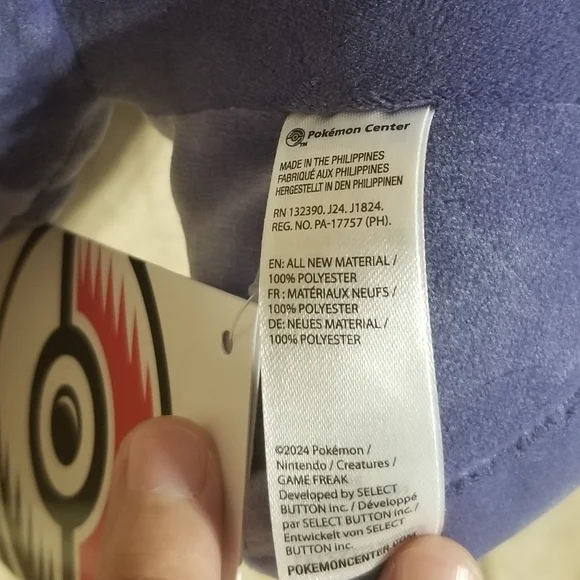 Pokémon Center
TM
MADE IN THE PHILIPPINES
FABRIQUÉ AUX PHILIPPINES
HERGESTELLT IN DEN PHILIPPINEN
RN 132390. J24. J1824.
REG. NO. PA-17757 (PH).
EN: ALL NEW MATERIAL /
100% POLYESTER
FR : MATÉRIAUX NEUFS /
100% POLYESTER
DE: NEUES MATERIAL /
100% POLYESTER
©2024 Pokémon /
Nintendo / Creatures /
GAME FREAK
Developed by SELECT
BUTTON inc. / Développé
par SELECT BUTTON inc. /
Entwickelt von SELECT
BUTTON inc.
POKEMONCENTER.COM